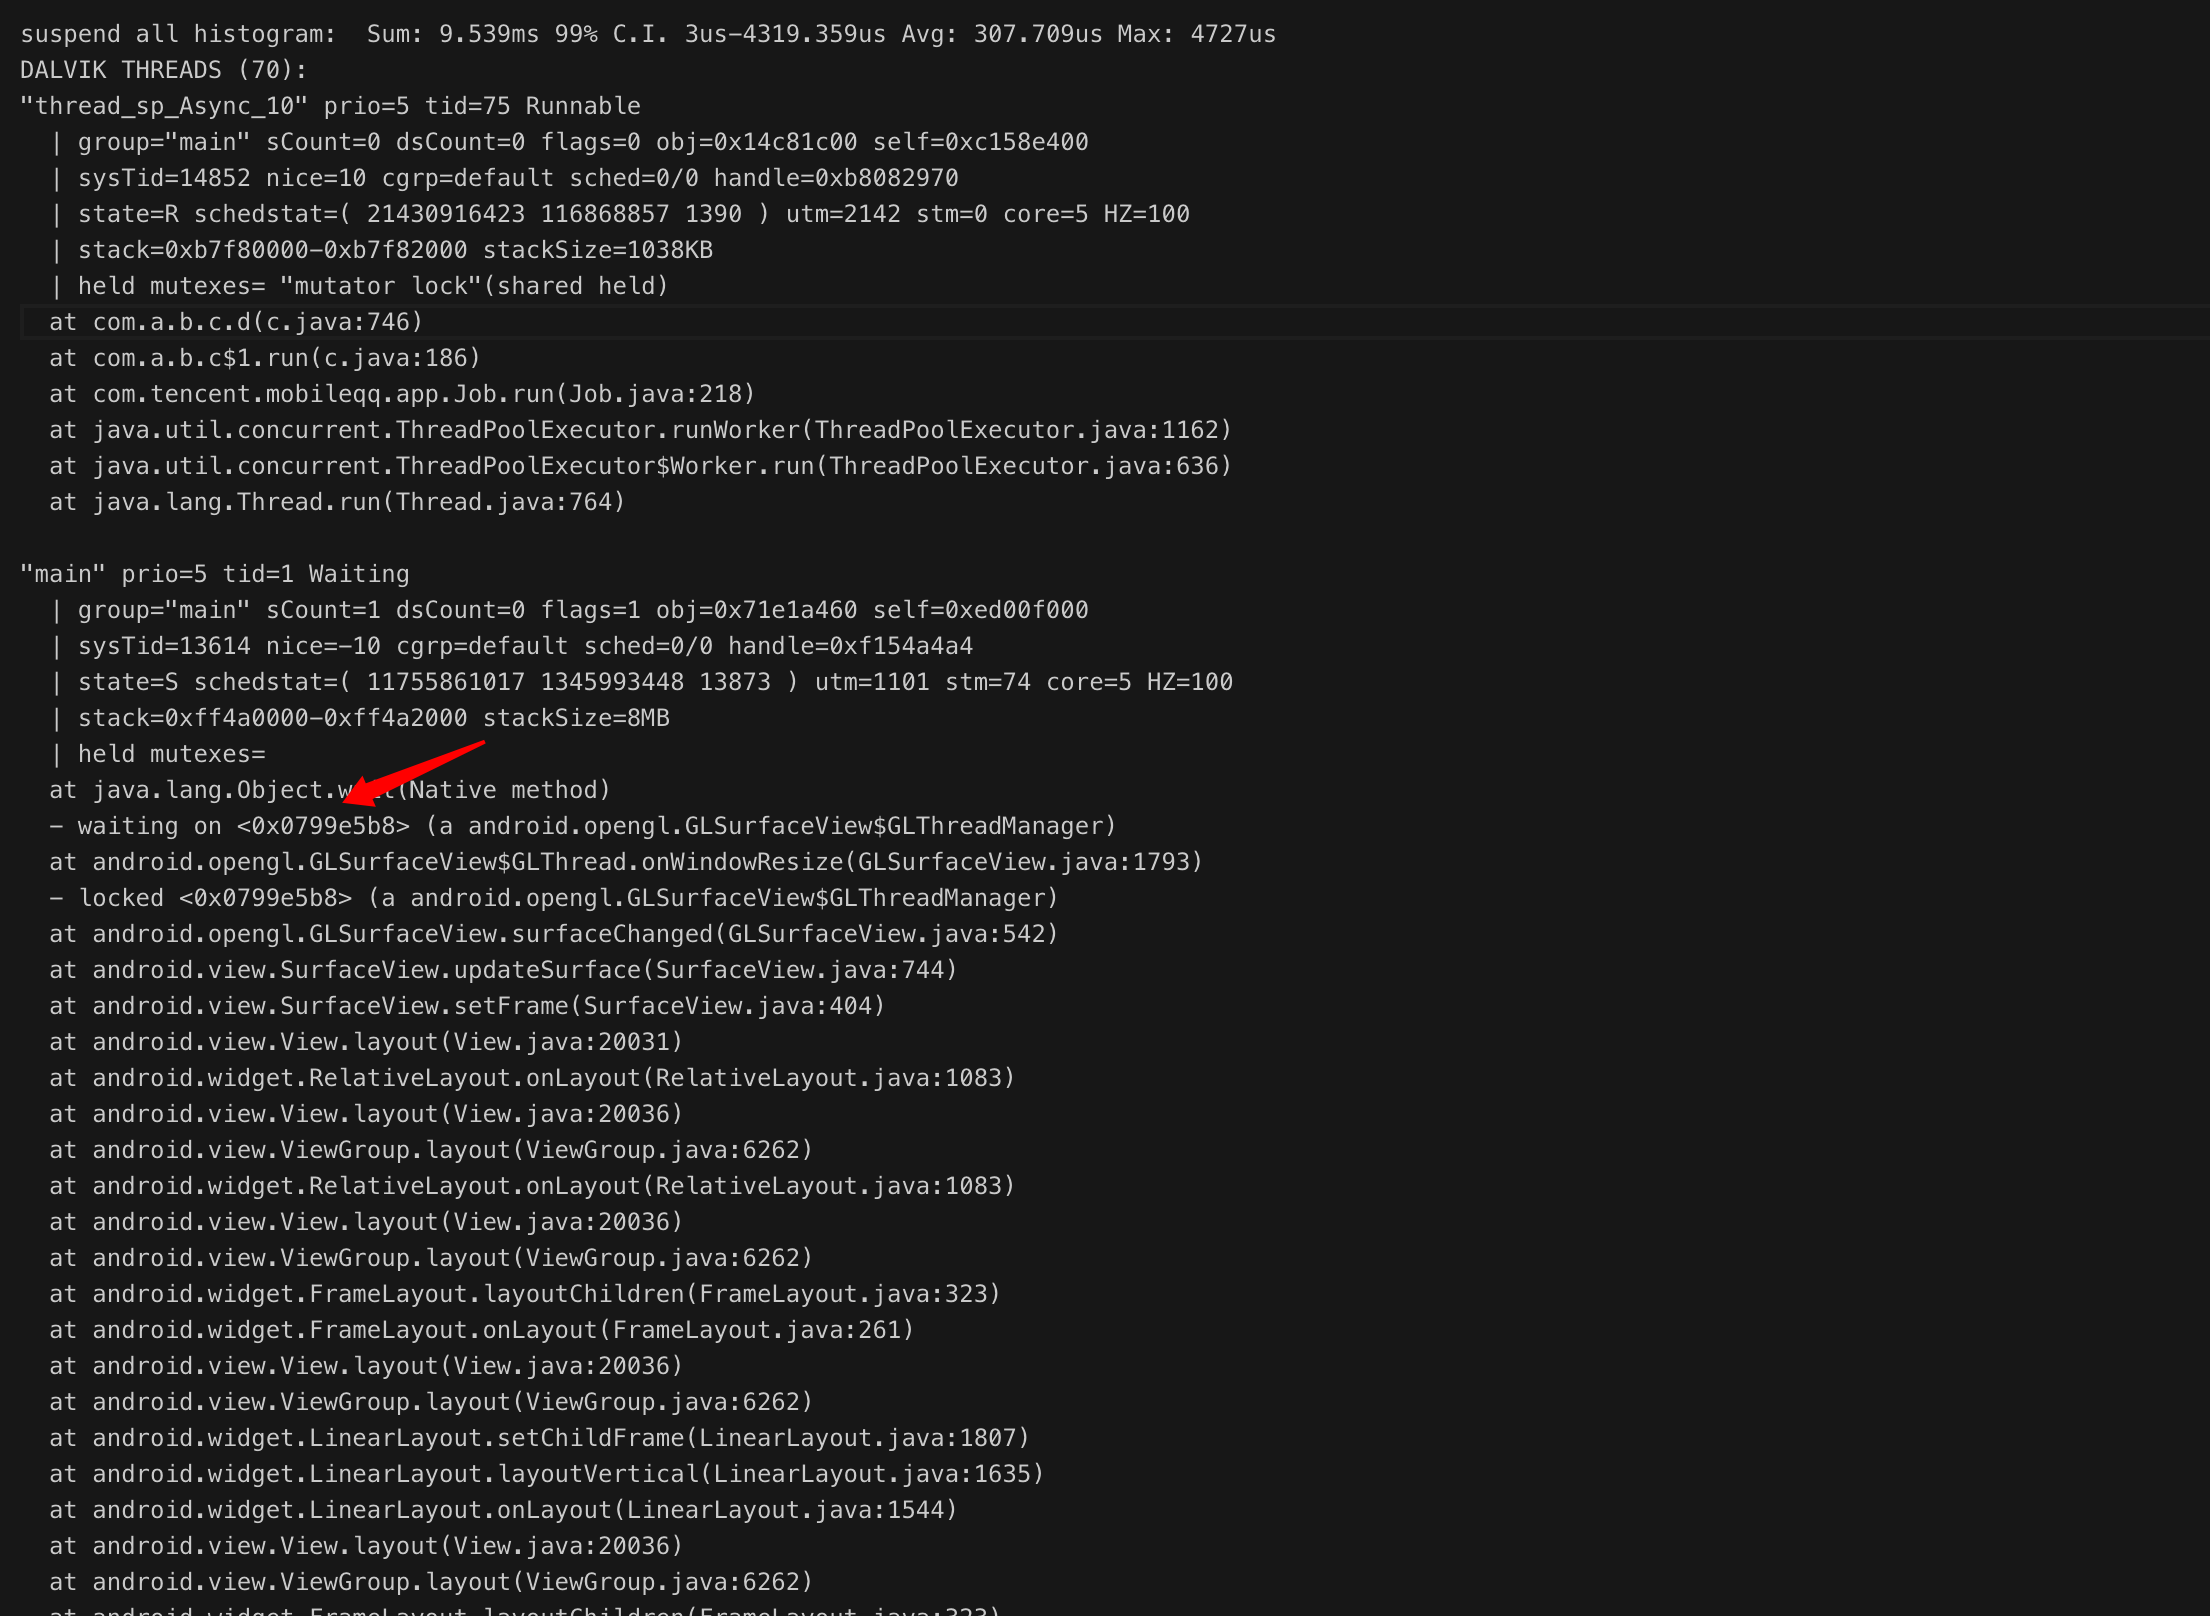 suspend all histogram:  Sum: 9.539ms 99% C.I. 3us-4319.359us Avg: 307.709us Max: 4727us
DALVIK THREADS (70):
"thread_sp_Async_10" prio=5 tid=75 Runnable
  | group="main" sCount=0 dsCount=0 flags=0 obj=0x14c81c00 self=0xc158e400
  | sysTid=14852 nice=10 cgrp=default sched=0/0 handle=0xb8082970
  | state=R schedstat=( 21430916423 116868857 1390 ) utm=2142 stm=0 core=5 HZ=100
  | stack=0xb7f80000-0xb7f82000 stackSize=1038KB
  | held mutexes= "mutator lock"(shared held)
  at com.a.b.c.d(c.java:746)
  at com.a.b.c$1.run(c.java:186)
  at com.tencent.mobileqq.app.Job.run(Job.java:218)
  at java.util.concurrent.ThreadPoolExecutor.runWorker(ThreadPoolExecutor.java:1162)
  at java.util.concurrent.ThreadPoolExecutor$Worker.run(ThreadPoolExecutor.java:636)
  at java.lang.Thread.run(Thread.java:764)
"main" prio=5 tid=1 Waiting
  | group="main" sCount=1 dsCount=0 flags=1 obj=0x71e1a460 self=0xed00f000
  | sysTid=13614 nice=-10 cgrp=default sched=0/0 handle=0xf154a4a4
  | state=S schedstat=( 11755861017 1345993448 13873 ) utm=1101 stm=74 core=5 HZ=100
  | stack=0xff4a0000-0xff4a2000 stackSize=8MB
  | held mutexes=
  at java.lang.Object.wait(Native method)
  - waiting on <0x0799e5b8> (a android.opengl.GLSurfaceView$GLThreadManager)
  at android.opengl.GLSurfaceView$GLThread.onWindowResize(GLSurfaceView.java:1793)
  - locked <0x0799e5b8> (a android.opengl.GLSurfaceView$GLThreadManager)
  at android.opengl.GLSurfaceView.surfaceChanged(GLSurfaceView.java:542)
  at android.view.SurfaceView.updateSurface(SurfaceView.java:744)
  at android.view.SurfaceView.setFrame(SurfaceView.java:404)
  at android.view.View.layout(View.java:20031)
  at android.widget.RelativeLayout.onLayout(RelativeLayout.java:1083)
  at android.view.View.layout(View.java:20036)
  at android.view.ViewGroup.layout(ViewGroup.java:6262)
  at android.widget.RelativeLayout.onLayout(RelativeLayout.java:1083)
  at android.view.View.layout(View.java:20036)
  at android.view.ViewGroup.layout(ViewGroup.java:6262)
  at android.widget.FrameLayout.layoutChildren(FrameLayout.java:323)
  at android.widget.FrameLayout.onLayout(FrameLayout.java:261)
  at android.view.View.layout(View.java:20036)
  at android.view.ViewGroup.layout(ViewGroup.java:6262)
  at android.widget.LinearLayout.setChildFrame(LinearLayout.java:1807)
  at android.widget.LinearLayout.layoutVertical(LinearLayout.java:1635)
  at android.widget.LinearLayout.onLayout(LinearLayout.java:1544)
  at android.view.View.layout(View.java:20036)
  at android.view.ViewGroup.layout(ViewGroup.java:6262)
  at android.widget.FrameLayout.layoutChildren(FrameLayout.java:323)